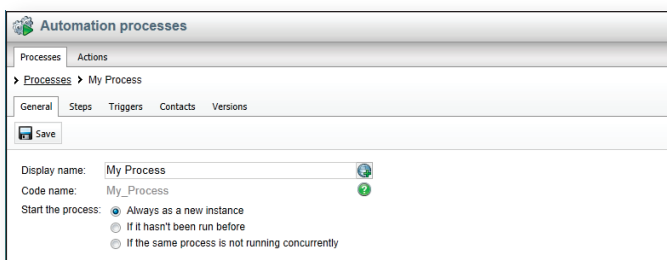 Automation processes
Processes Actions
> Processes > My Process
General Steps Triggers Contacts Versions
Save
Display name: My Process
Code name: My_Process ?
Start the process: Always as a new instance
If it hasn't been run before
If the same process is not running concurrently